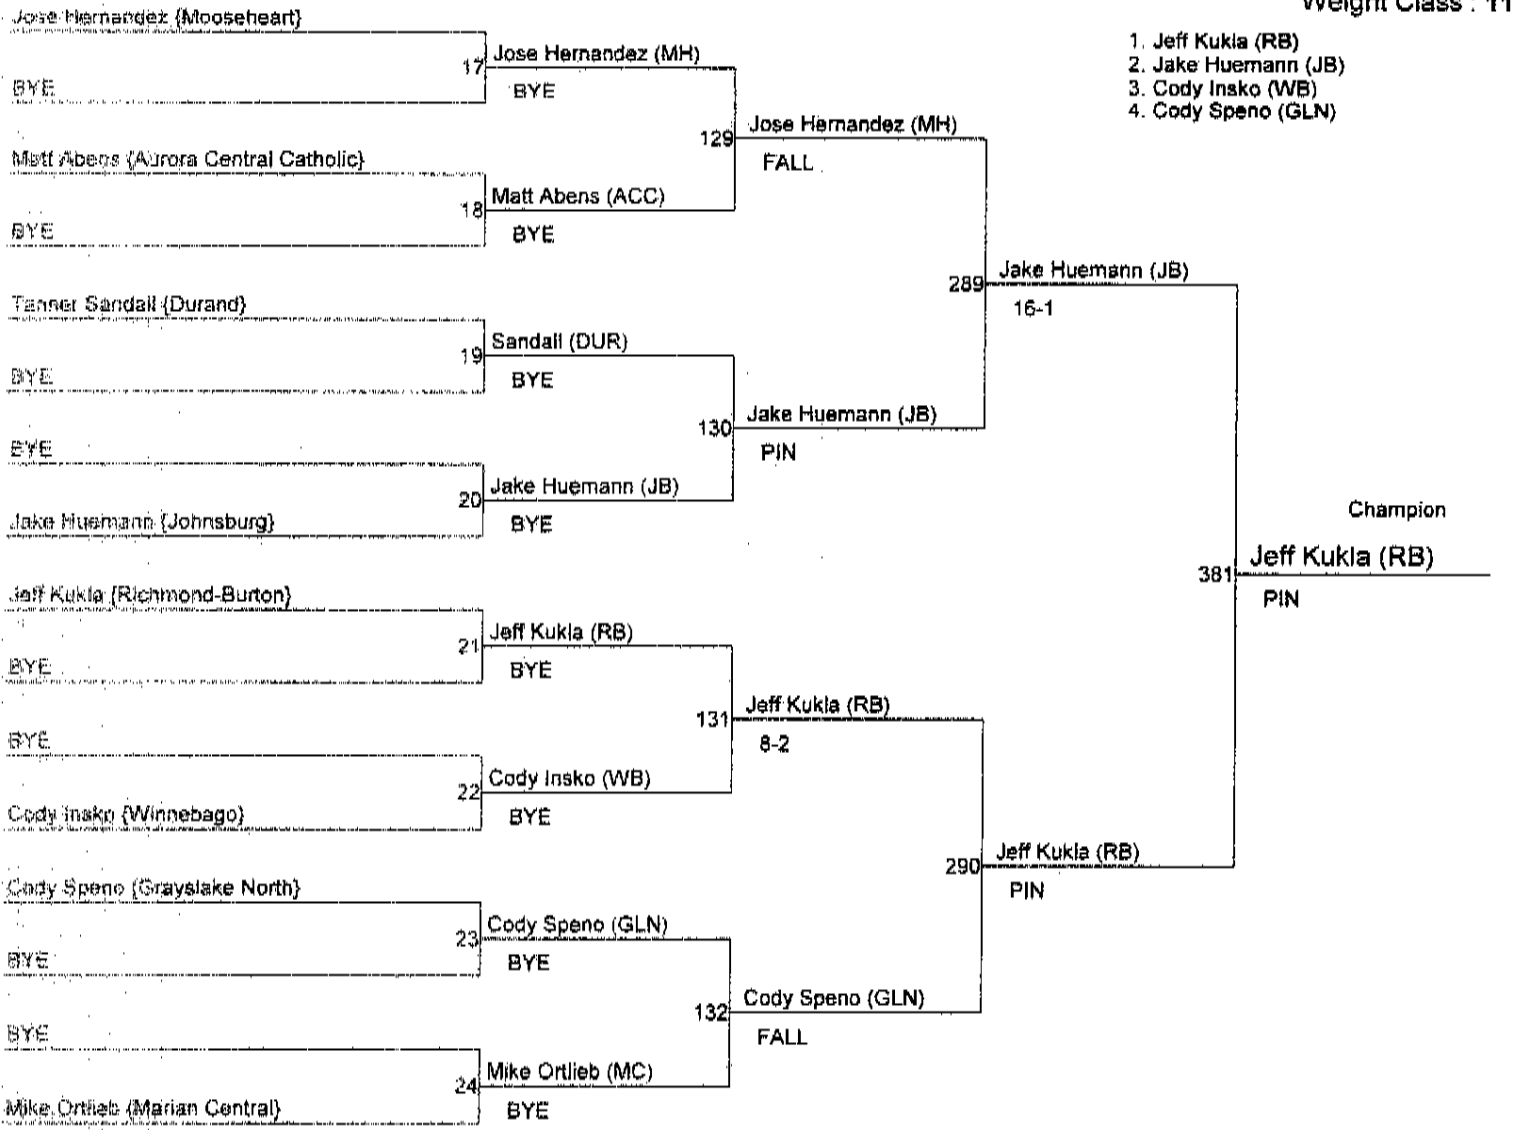 Weight Class : 11
1. Jeff Kukla (RB)
2. Jake Huemann (JB)
3. Cody Insko (WB)
4. Cody Speno (GLN)
Jose Hernandez {Mooseheart}
17 Jose Hernandez (MH)
BYE
BYE
129 Jose Hernandez (MH)
FALL
Matt Abens {Aurora Central Catholic}
18 Matt Abens (ACC)
BYE
BYE
289 Jake Huemann (JB)
16-1
Tanner Sandall {Durand}
19 Sandall (DUR)
BYE
BYE
130 Jake Huemann (JB)
PIN
BYE
20 Jake Huemann (JB)
BYE
Jake Huemann {Johnsburg}
Champion
381 Jeff Kukla (RB)
PIN
Jeff Kukla {Richmond-Burton}
21 Jeff Kukla (RB)
BYE
BYE
131 Jeff Kukla (RB)
8-2
BYE
22 Cody Insko (WB)
BYE
Cody Insko {Winnebago}
290 Jeff Kukla (RB)
PIN
Cody Speno {Grayslake North}
23 Cody Speno (GLN)
BYE
BYE
132 Cody Speno (GLN)
FALL
BYE
24 Mike Ortlieb (MC)
BYE
Mike Ortlieb {Marian Central}